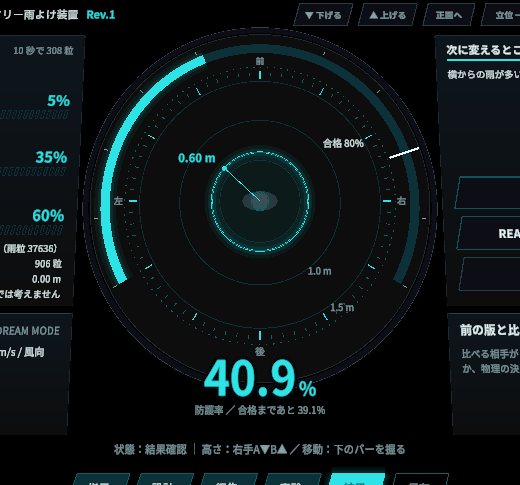 リー雨よけ装置 Rev.1
▼ 下げる
▲ 上げる
正面へ
立位
10 秒で 308 粒
5%
35%
60%
(雨粒 37636)
906 粒
0.00 m
では考えません
DREAM MODE
m/s / 風向
前
合格 80%
0.60 m
左
右
1.0 m
1.5 m
後
40.9%
防護率 / 合格まであと 39.1%
次に変えるとこ
横からの雨が多い
REA
前の版と比
比べる相手が
か、物理の決
状態：結果確認 | 高さ：右手A▼B▲ / 移動：下のバーを握る